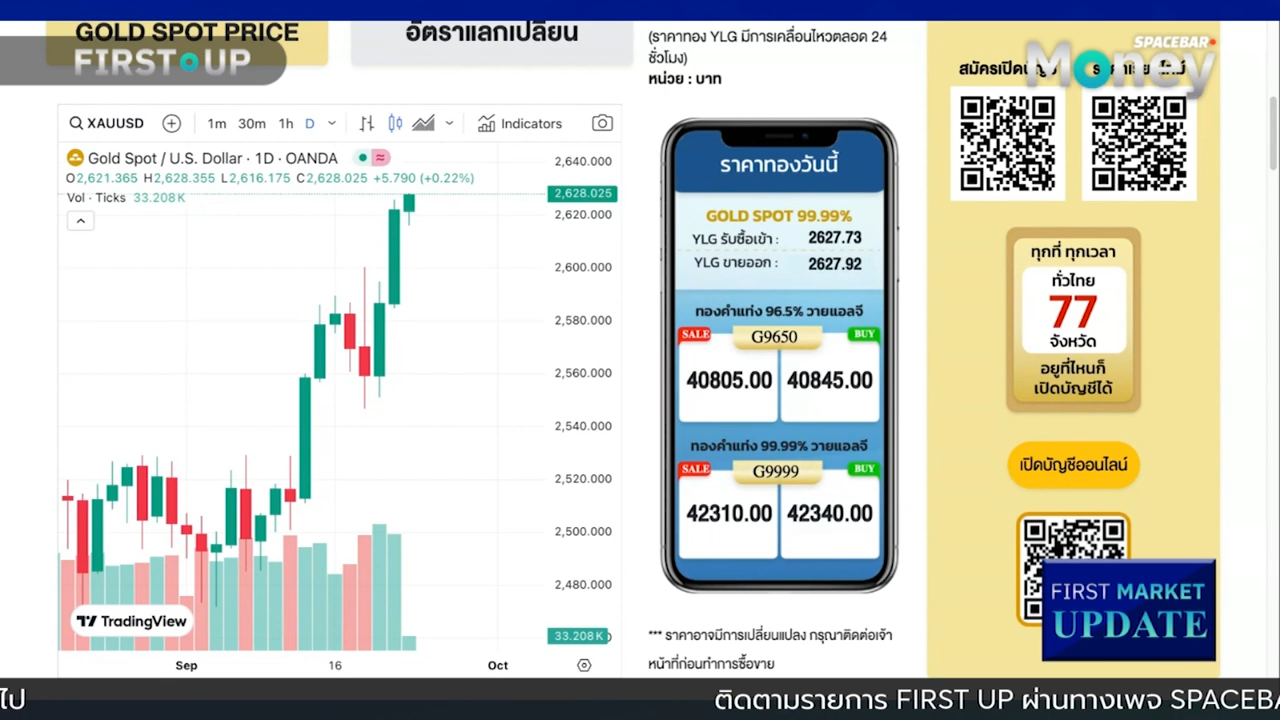 GOLD SPOT PRICE
FIRST UP
อัตราแลกเปลี่ยน
(ราคาทอง YLG มีการเคลื่อนไหวตลอด 24
ชั่วโมง)
หน่วย : บาท
SPACEBAR
Money
XAUUSD
1m 30m 1h D
Indicators
Gold Spot / U.S. Dollar · 1D · OANDA
O2,621.365 H2,628.355 L2,616.175 C2,628.025 +5.790 (+0.22%)
Vol · Ticks 33.208K
2,640.000
2,628.025
2,620.000
2,600.000
2,580.000
2,560.000
2,540.000
2,520.000
2,500.000
2,480.000
33.208K
TradingView
Sep 16 Oct
ราคาทองวันนี้
GOLD SPOT 99.99%
YLG รับซื้อเข้า : 2627.73
YLG ขายออก : 2627.92
ทองคำแท่ง 96.5% วายแอลจี
SALE G9650 BUY
40805.00 40845.00
ทองคำแท่ง 99.99% วายแอลจี
SALE G9999 BUY
42310.00 42340.00
*** ราคาอาจมีการเปลี่ยนแปลง กรุณาติดต่อเจ้า
หน้าที่ก่อนทำการซื้อขาย
ทุกที่ ทุกเวลา
ทั่วไทย
77
จังหวัด
อยู่ที่ไหนก็
เปิดบัญชีได้
เปิดบัญชีออนไลน์
FIRST MARKET
UPDATE
ไป
ติดตามรายการ FIRST UP ผ่านทางเพจ SPACEBA